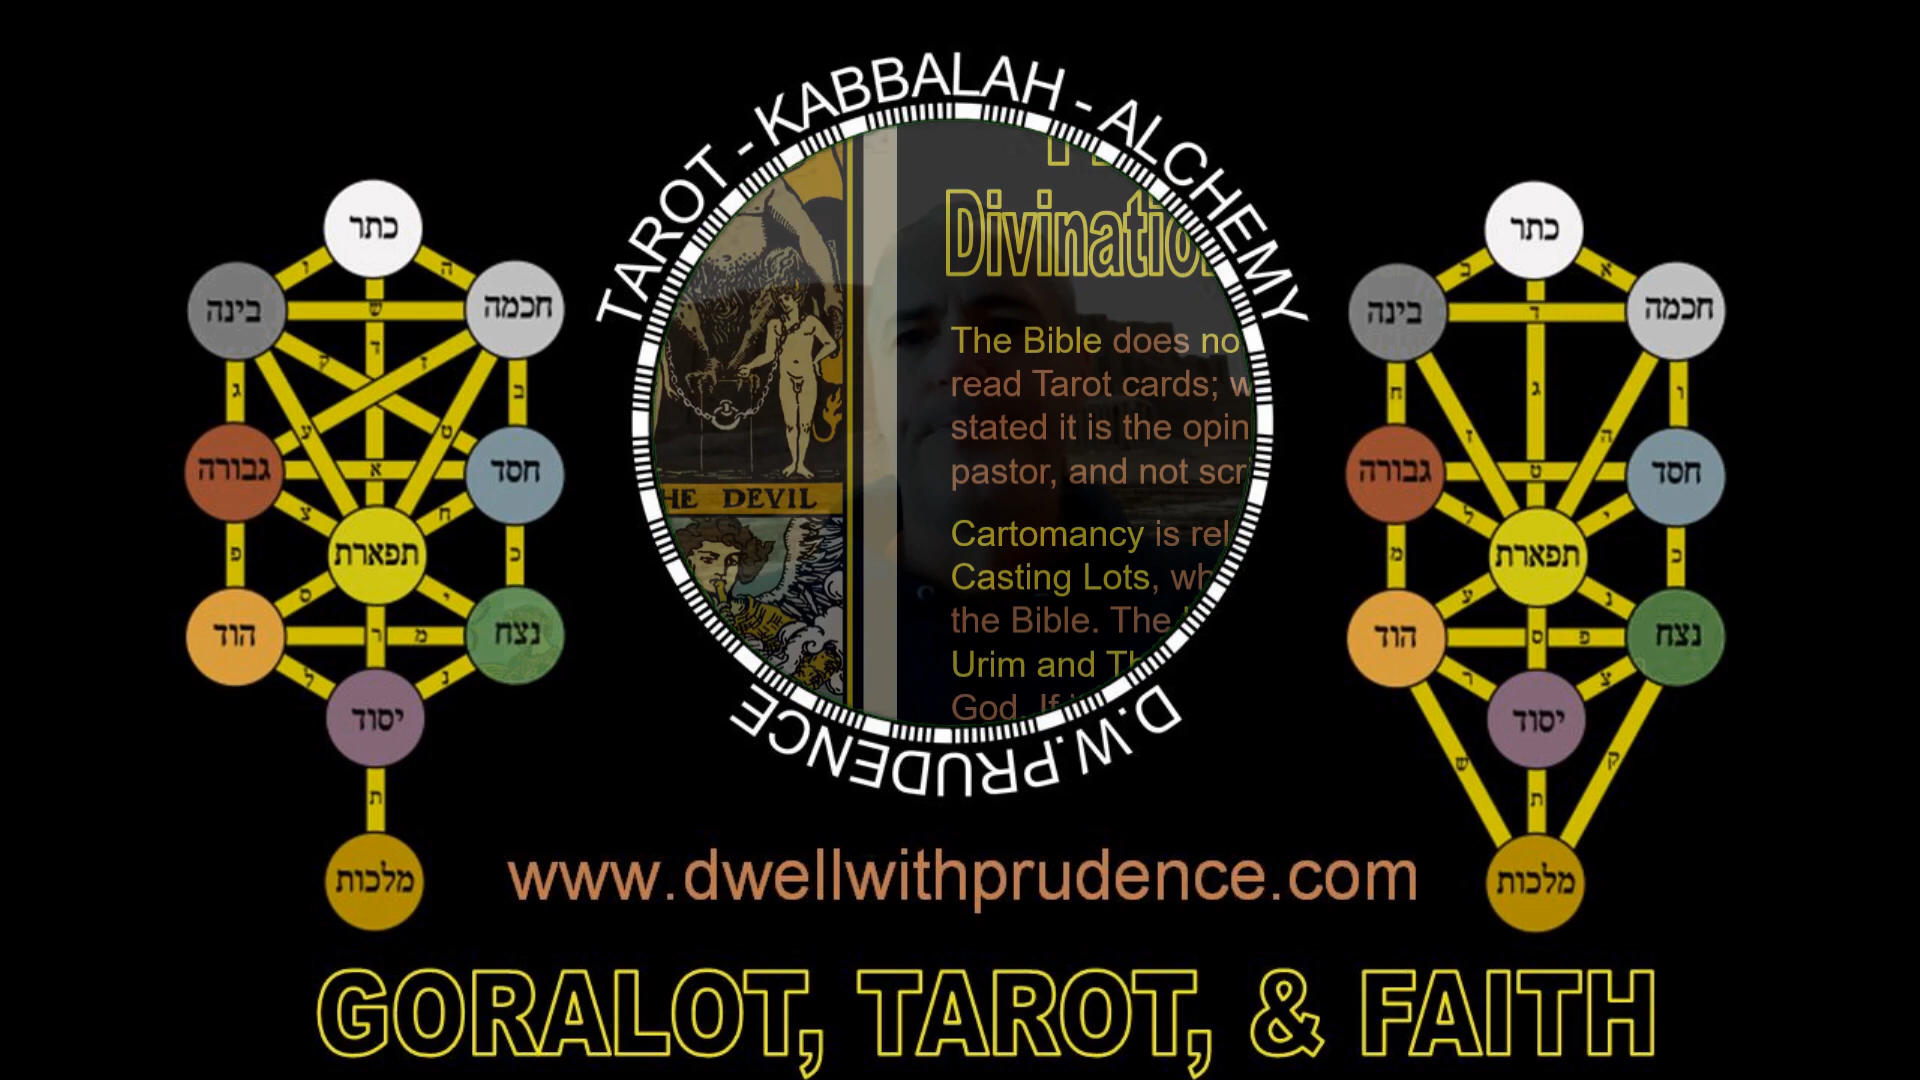 TAROT - KABBALAH - ALCHEMY
Divinatio
The Bible does no
read Tarot cards; w
stated it is the opin
pastor, and not scr
Cartomancy is rel
Casting Lots, wh
the Bible. The
Urim and Th
God. If
HE DEVIL
D.W.PRUDENCE
כתר
ו
ה
בינה
ש
חכמה
ד
ק
ז
ג
ב
ע
ט
גבורה
א
חסד
צ
ח
פ
תפארת
כ
ס
י
הוד
ר
מ
נצח
ל
נ
יסוד
ת
מלכות
כתר
ב
א
בינה
ד
חכמה
ח
ג
ו
ז
ה
גבורה
ט
חסד
ל
י
מ
תפארת
כ
ע
נ
הוד
ס
פ
נצח
ר
צ
יסוד
ש
ק
ת
מלכות
www.dwellwithprudence.com
GORALOT, TAROT, & FAITH